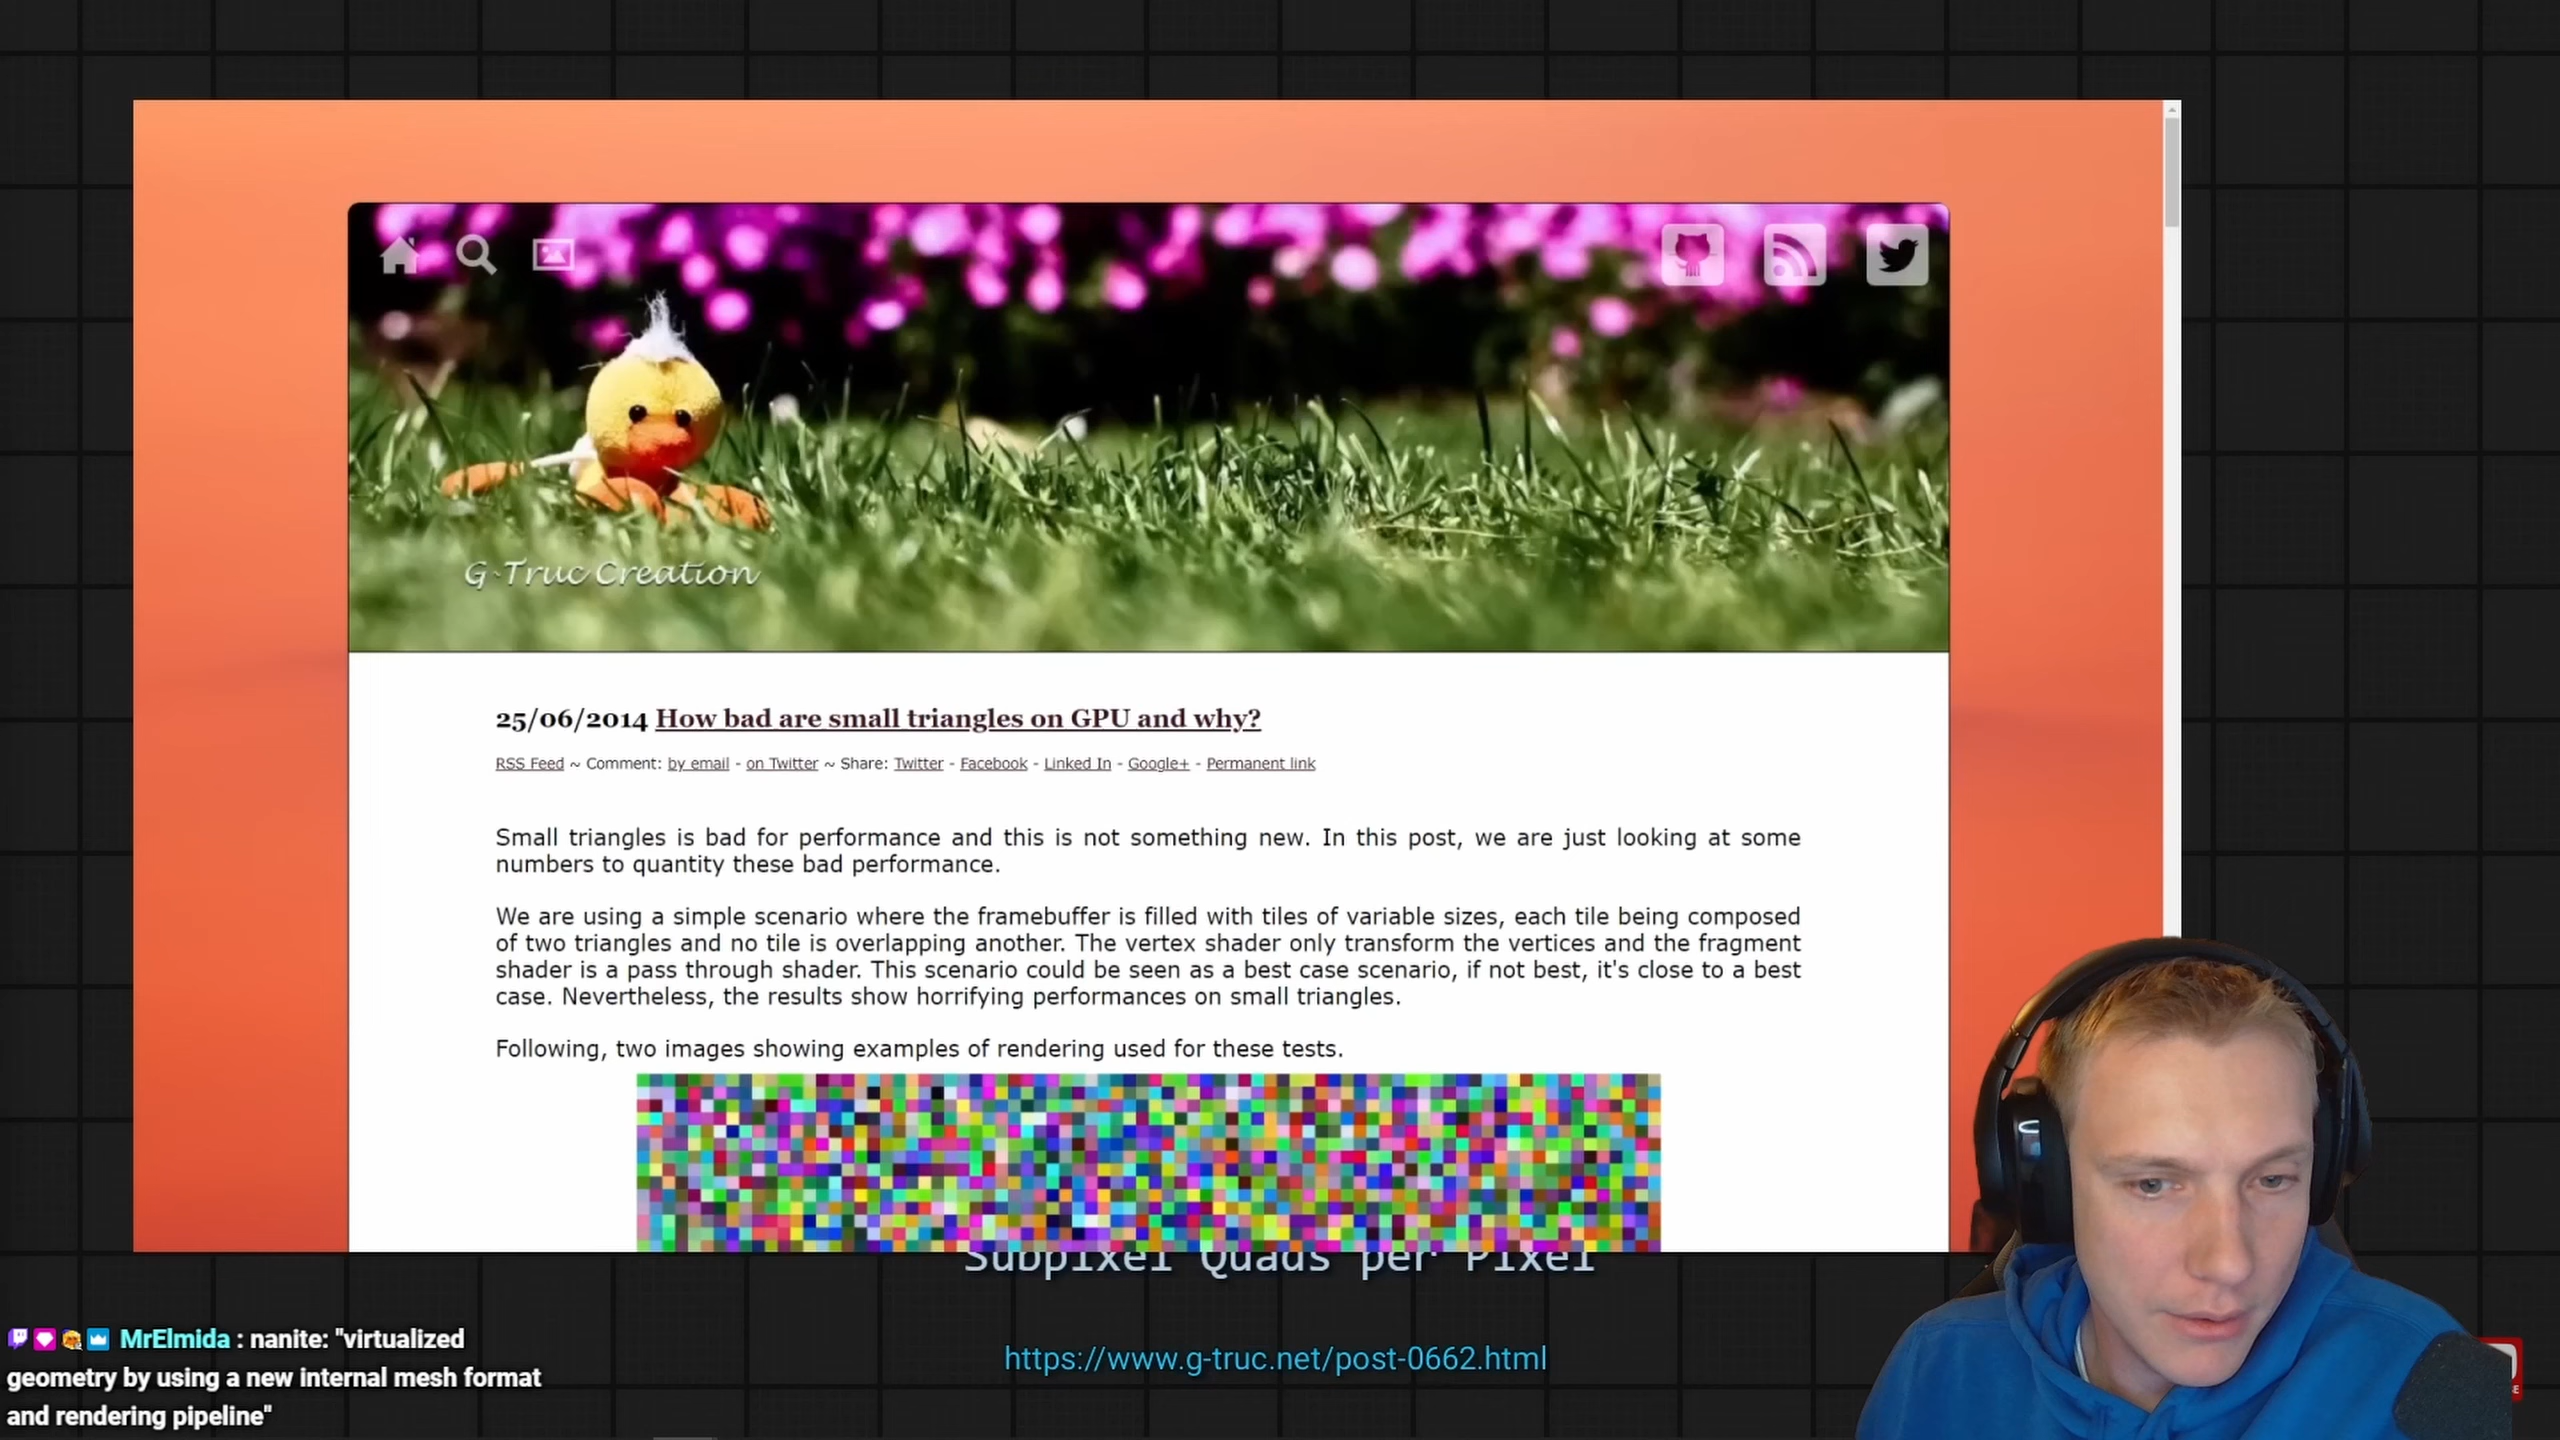 G-Truc Creation
25/06/2014 How bad are small triangles on GPU and why?
RSS Feed ~ Comment: by email - on Twitter ~ Share: Twitter - Facebook - Linked In - Google+ - Permanent link
Small triangles is bad for performance and this is not something new. In this post, we are just looking at some
numbers to quantity these bad performance.
We are using a simple scenario where the framebuffer is filled with tiles of variable sizes, each tile being composed
of two triangles and no tile is overlapping another. The vertex shader only transform the vertices and the fragment
shader is a pass through shader. This scenario could be seen as a best case scenario, if not best, it's close to a best
case. Nevertheless, the results show horrifying performances on small triangles.
Following, two images showing examples of rendering used for these tests.
Subpixel Quads per Pixel
https://www.g-truc.net/post-0662.html
MrElmida : nanite: "virtualized
geometry by using a new internal mesh format
and rendering pipeline"